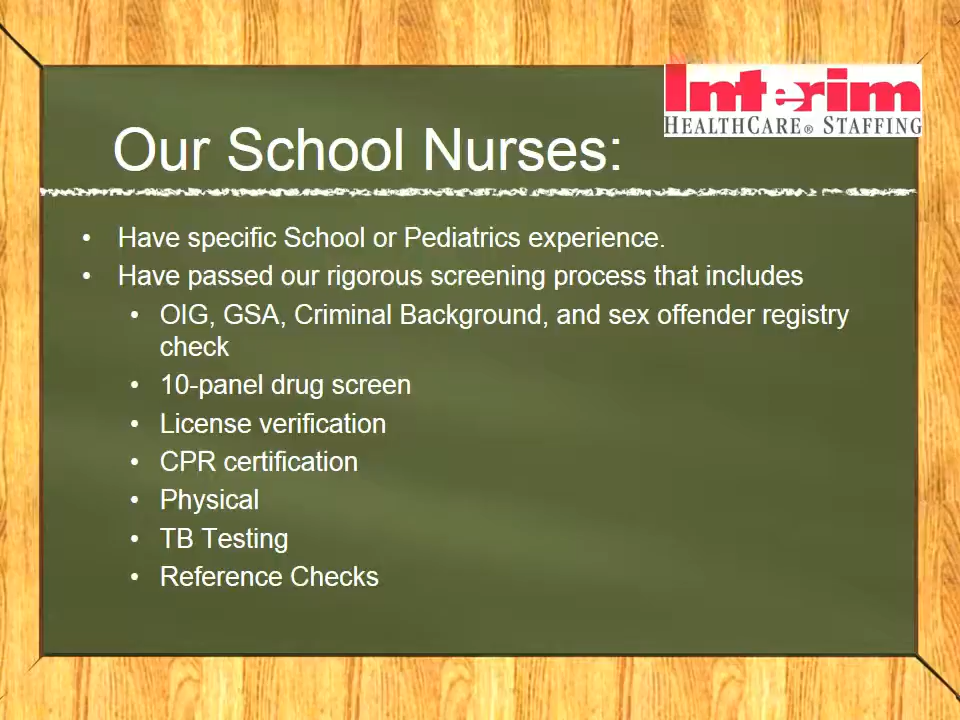 Interim
HEALTHCARE® STAFFING
Our School Nurses:
• Have specific School or Pediatrics experience.
• Have passed our rigorous screening process that includes
• OIG, GSA, Criminal Background, and sex offender registry
check
• 10-panel drug screen
• License verification
• CPR certification
• Physical
• TB Testing
• Reference Checks